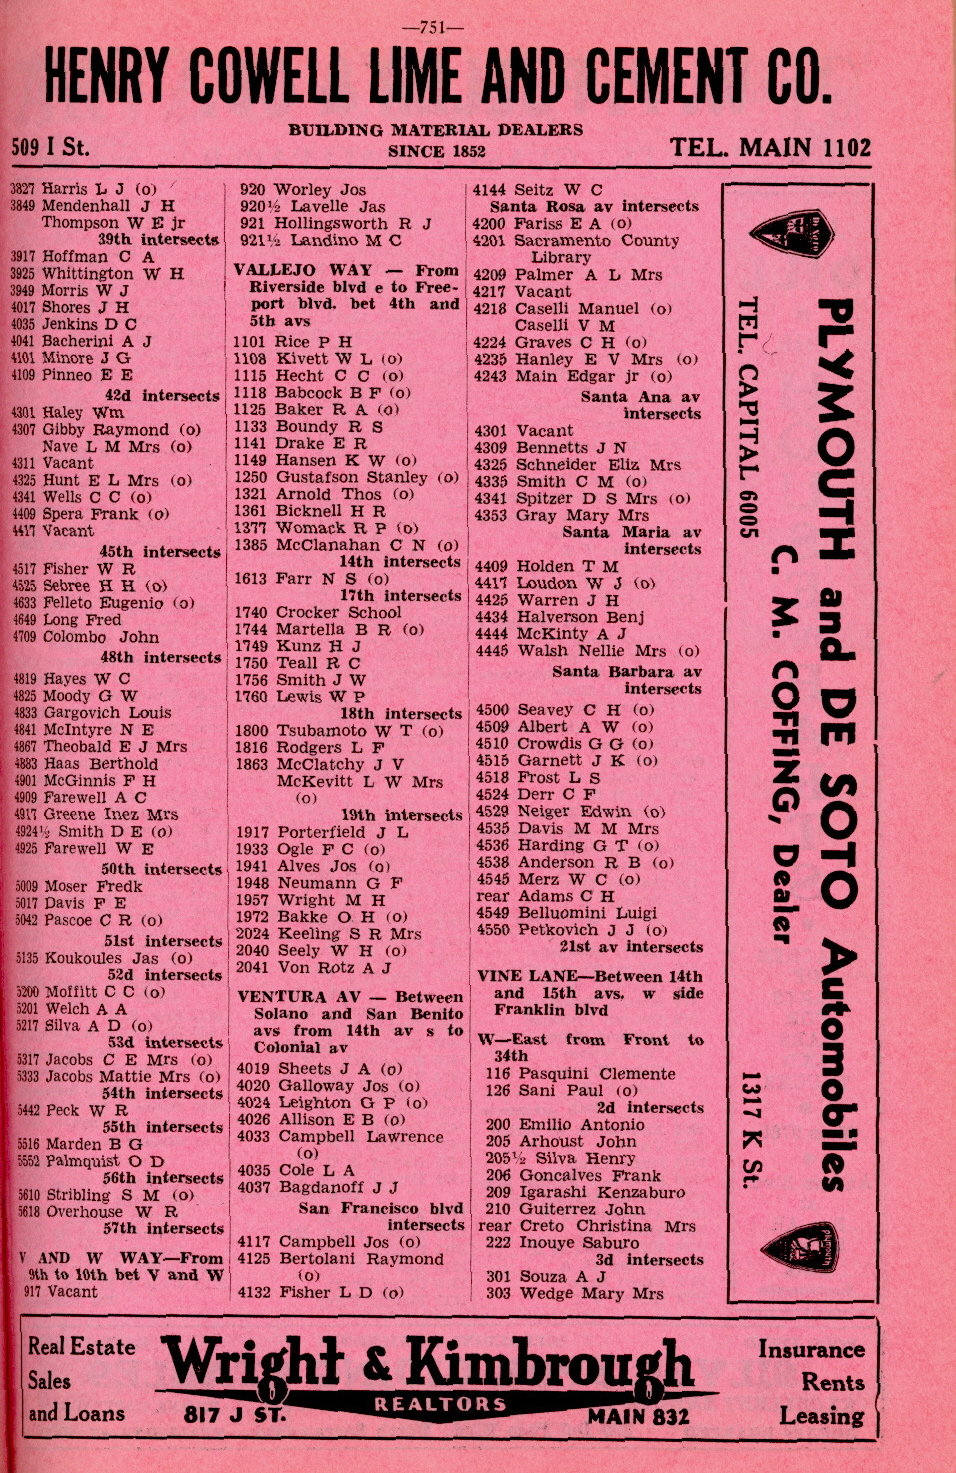 —751—
HENRY COWELL LIME AND CEMENT CO.
BUILDING MATERIAL DEALERS
509 I St.
SINCE 1852
TEL. MAIN 1102
3827 Harris L J (o)
3849 Mendenhall J H
Thompson W E jr
39th intersects
3917 Hoffman C A
3925 Whittington W H
3949 Morris W J
4017 Shores J H
4035 Jenkins D C
4041 Bacherini A J
4101 Minore J G
4109 Pinneo E E
42d intersects
4301 Haley Wm
4307 Gibby Raymond (o)
Nave L M Mrs (o)
4311 Vacant
4325 Hunt E L Mrs (o)
4341 Wells C C (o)
4409 Spera Frank (o)
4417 Vacant
45th intersects
4517 Fisher W R
4525 Sebree H H (o)
4633 Felleto Eugenio (o)
4649 Long Fred
4709 Colombo John
48th intersects
4819 Hayes W C
4825 Moody G W
4833 Gargovich Louis
4841 McIntyre N E
4867 Theobald E J Mrs
4883 Haas Berthold
4901 McGinnis F H
4909 Farewell A C
4917 Greene Inez Mrs
4924½ Smith D E (o)
4925 Farewell W E
50th intersects
5009 Moser Fredk
5017 Davis F E
5042 Pascoe C R (o)
51st intersects
5135 Koukoules Jas (o)
52d intersects
5200 Moffitt C C (o)
5201 Welch A A
5217 Silva A D (o)
53d intersects
5317 Jacobs C E Mrs (o)
5333 Jacobs Mattie Mrs (o)
54th intersects
5442 Peck W R
55th intersects
5516 Marden B G
5552 Palmquist O D
56th intersects
5610 Stribling S M (o)
5618 Overhouse W R
57th intersects
V AND W WAY—From
9th to 10th bet V and W
917 Vacant
920 Worley Jos
920½ Lavelle Jas
921 Hollingsworth R J
921½ Landino M C
VALLEJO WAY — From
Riverside blvd e to Free-
port blvd. bet 4th and
5th avs
1101 Rice P H
1108 Kivett W L (o)
1115 Hecht C C (o)
1118 Babcock B F (o)
1125 Baker R A (o)
1133 Boundy R S
1141 Drake E R
1149 Hansen K W (o)
1250 Gustafson Stanley (o)
1321 Arnold Thos (o)
1361 Bicknell H R
1377 Womack R P (o)
1385 McClanahan C N (o)
14th intersects
1613 Farr N S (o)
17th intersects
1740 Crocker School
1744 Martella B R (o)
1749 Kunz H J
1750 Teall R C
1756 Smith J W
1760 Lewis W P
18th intersects
1800 Tsubamoto W T (o)
1816 Rodgers L F
1863 McClatchy J V
McKevitt L W Mrs
(o)
19th intersects
1917 Porterfield J L
1933 Ogle F C (o)
1941 Alves Jos (o)
1948 Neumann G F
1957 Wright M H
1972 Bakke O H (o)
2024 Keeling S R Mrs
2040 Seely W H (o)
2041 Von Rotz A J
VENTURA AV — Between
Solano and San Benito
avs from 14th av s to
Colonial av
4019 Sheets J A (o)
4020 Galloway Jos (o)
4024 Leighton G P (o)
4026 Allison E B (o)
4033 Campbell Lawrence
(o)
4035 Cole L A
4037 Bagdanoff J J
San Francisco blvd
intersects
4117 Campbell Jos (o)
4125 Bertolani Raymond
(o)
4132 Fisher L D (o)
4144 Seitz W C
Santa Rosa av intersects
4200 Fariss E A (o)
4201 Sacramento County
Library
4209 Palmer A L Mrs
4217 Vacant
4218 Caselli Manuel (o)
Caselli V M
4224 Graves C H (o)
4235 Hanley E V Mrs (o)
4243 Main Edgar jr (o)
Santa Ana av
intersects
4301 Vacant
4309 Bennetts J N
4325 Schneider Eliz Mrs
4335 Smith C M (o)
4341 Spitzer D S Mrs (o)
4353 Gray Mary Mrs
Santa Maria av
intersects
4409 Holden T M
4417 Loudon W J (o)
4425 Warren J H
4434 Halverson Benj
4444 McKinty A J
4445 Walsh Nellie Mrs (o)
Santa Barbara av
intersects
4500 Seavey C H (o)
4509 Albert A W (o)
4510 Crowdis G G (o)
4515 Garnett J K (o)
4518 Frost L S
4524 Derr C F
4529 Neiger Edwin (o)
4535 Davis M M Mrs
4536 Harding G T (o)
4538 Anderson R B (o)
4545 Merz W C (o)
rear Adams C H
4549 Belluomini Luigi
4550 Petkovich J J (o)
21st av intersects
VINE LANE—Between 14th
and 15th avs. w side
Franklin blvd
W—East from Front to
34th
116 Pasquini Clemente
126 Sani Paul (o)
2d intersects
200 Emilio Antonio
205 Arhoust John
205½ Silva Henry
206 Goncalves Frank
209 Igarashi Kenzaburo
210 Guiterrez John
rear Creto Christina Mrs
222 Inouye Saburo
3d intersects
301 Souza A J
303 Wedge Mary Mrs
De Soto
PLYMOUTH and DE SOTO Automobiles
C. M. COFFING, Dealer
TEL. CAPITAL 6005
1317 K St.
Plymouth
Real Estate
Sales
and Loans
Wright & Kimbrough
REALTORS
817 J ST.
MAIN 832
Insurance
Rents
Leasing